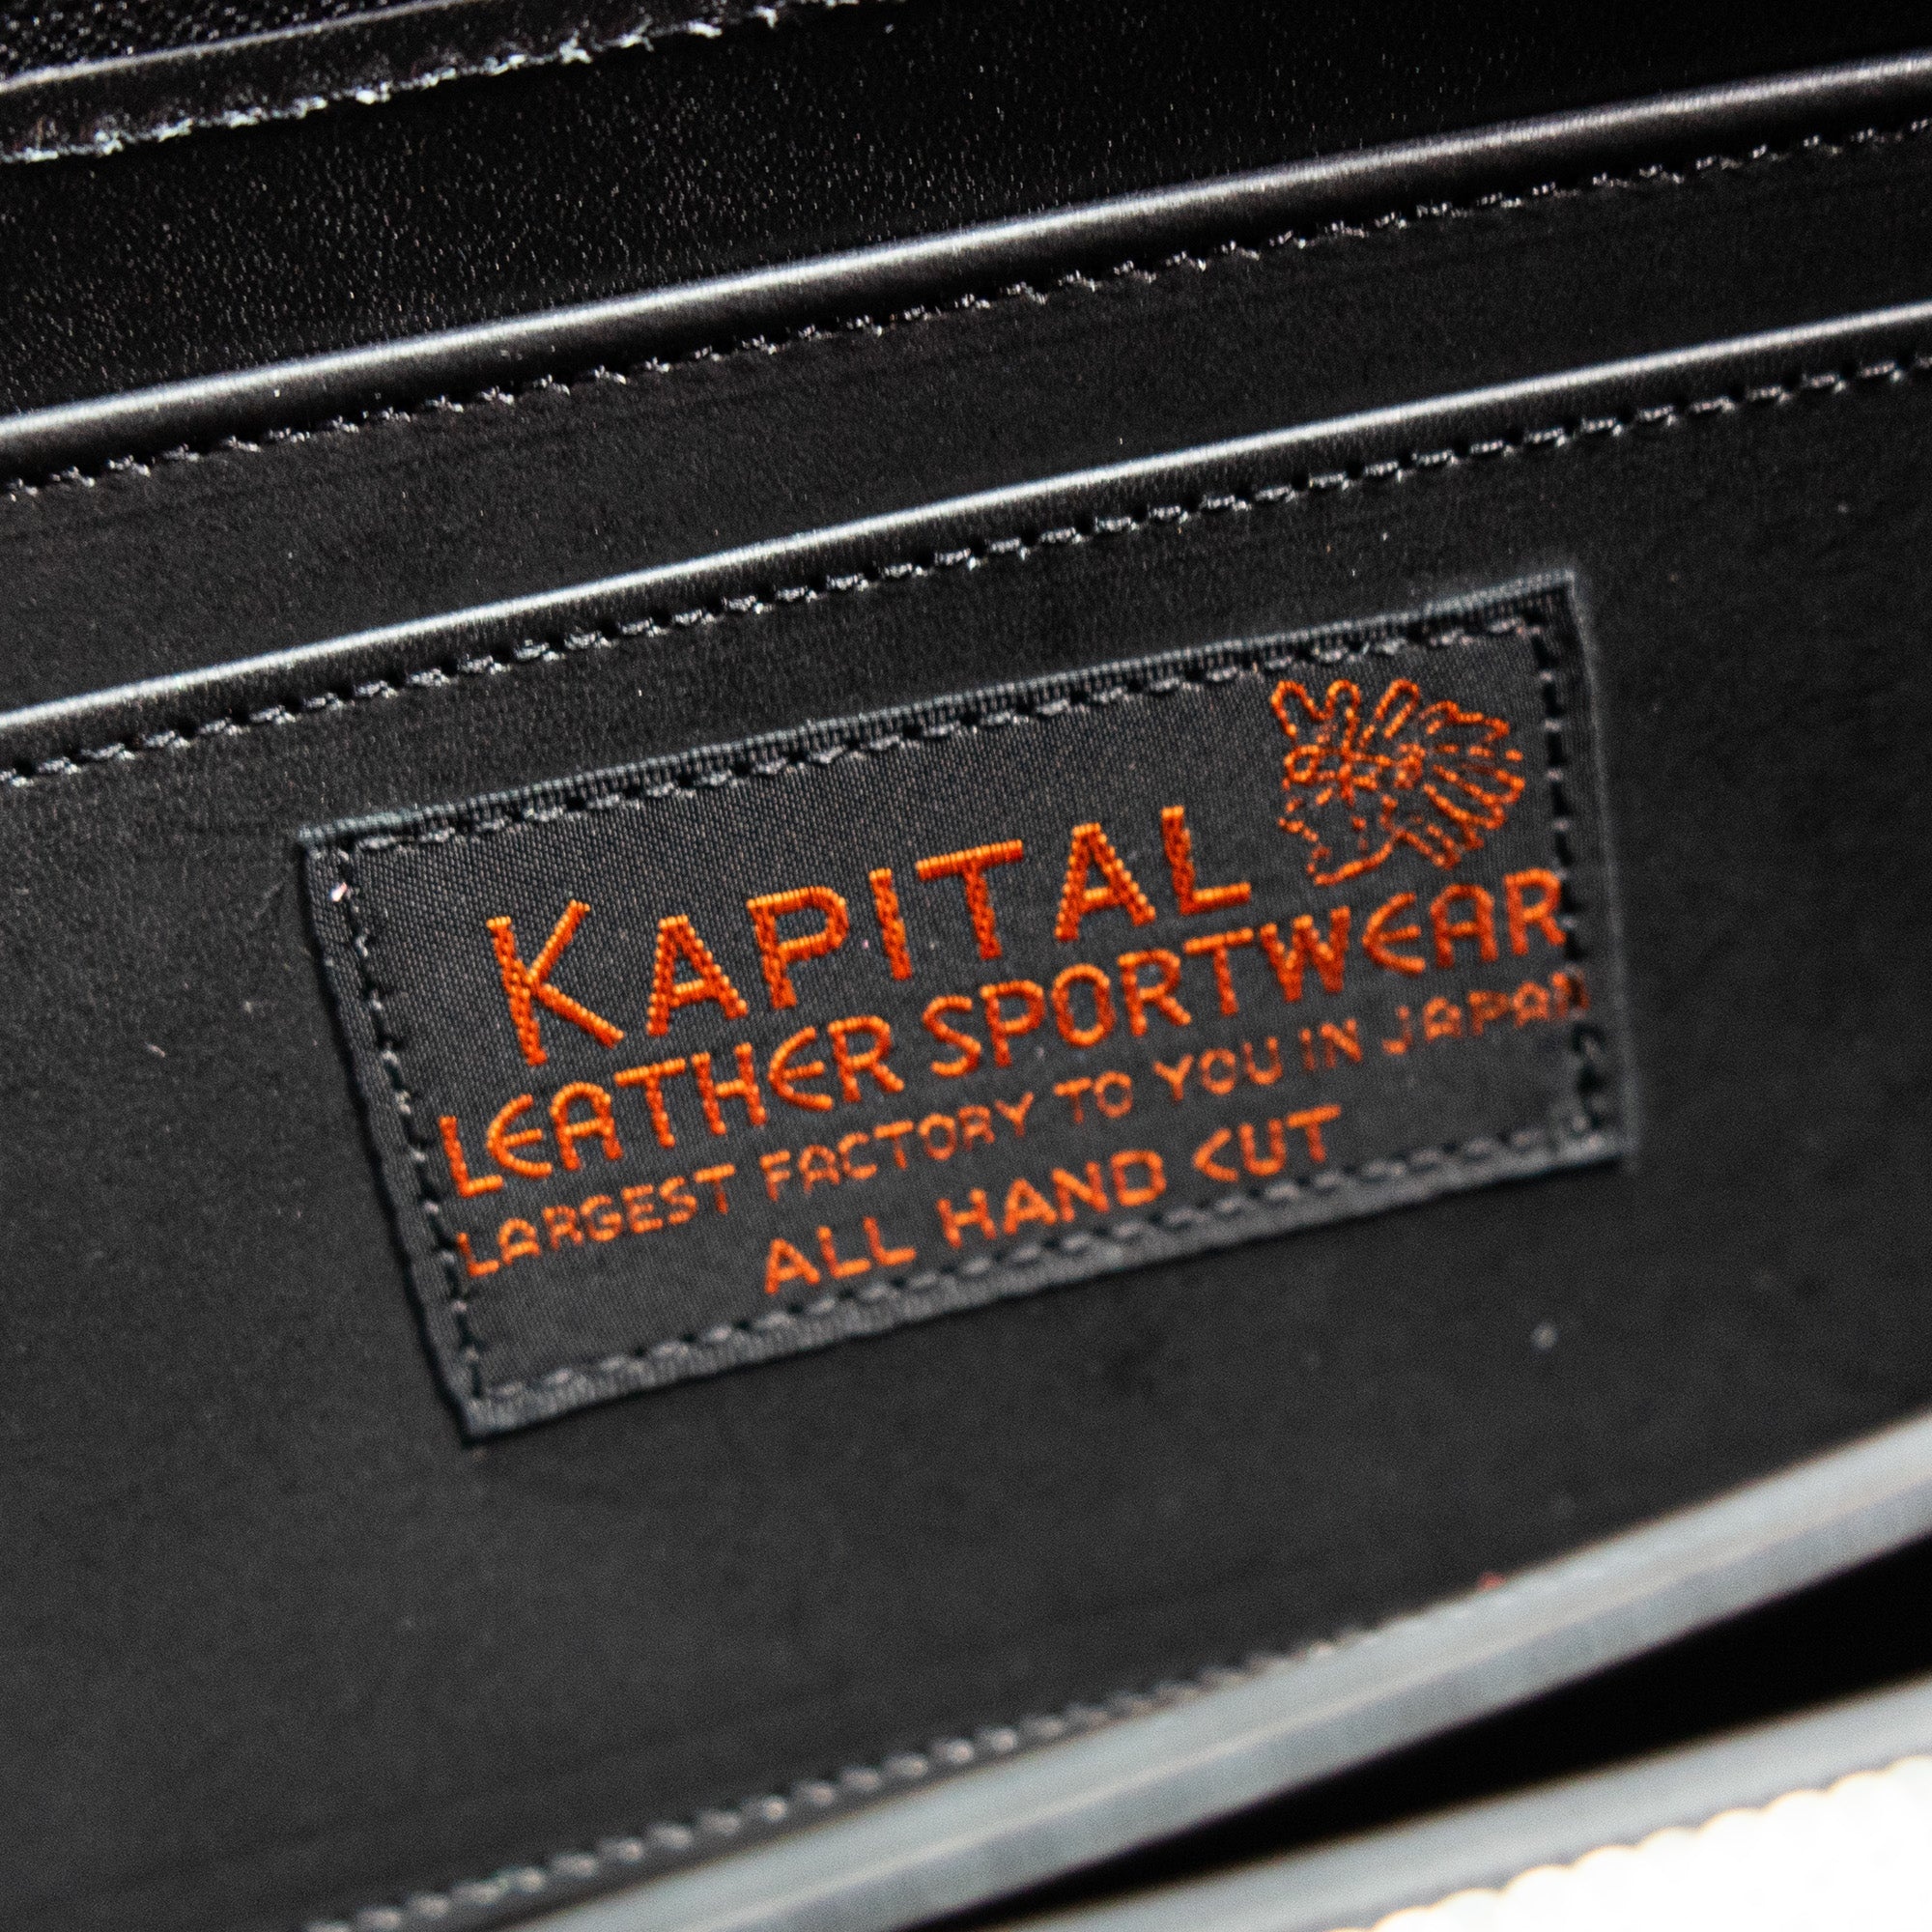 KAPITAL
LEATHER SPORTWEAR
LARGEST FACTORY TO YOU IN JAPAN
ALL HAND CUT